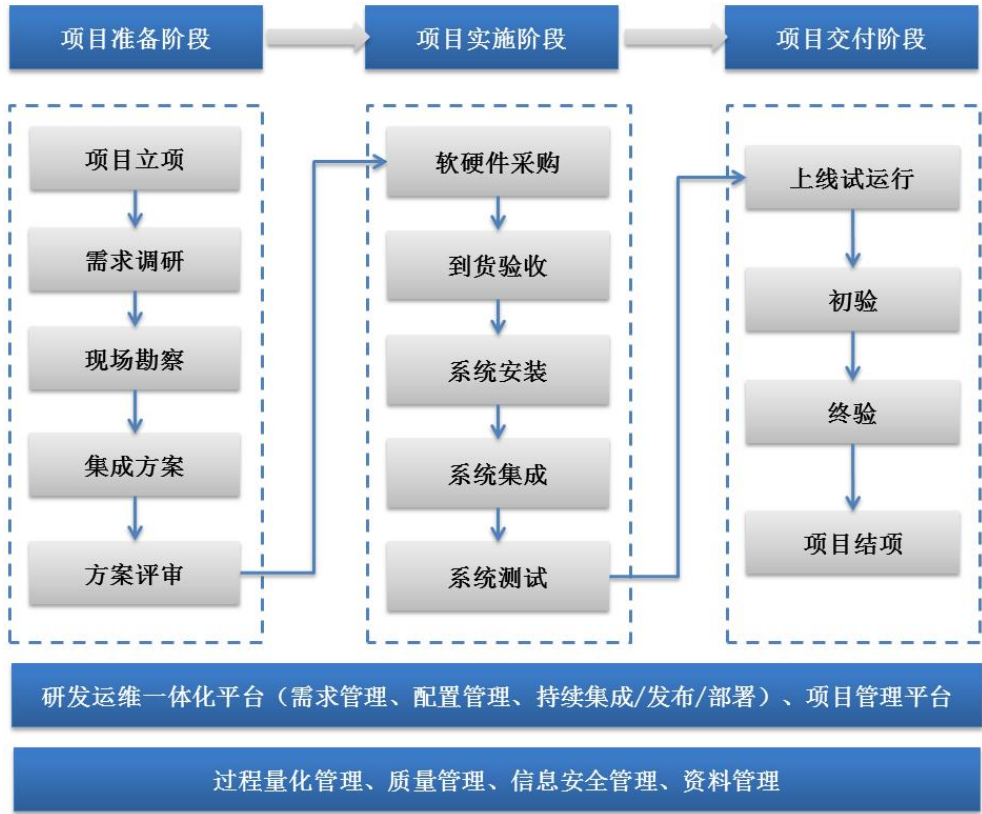 项目准备阶段
项目实施阶段
项目交付阶段
项目立项
需求调研
现场勘察
集成方案
方案评审
软硬件采购
到货验收
系统安装
系统集成
系统测试
上线试运行
初验
终验
项目结项
研发运维一体化平台（需求管理、配置管理、持续集成/发布/部署）、项目管理平台
过程量化管理、质量管理、信息安全管理、资料管理